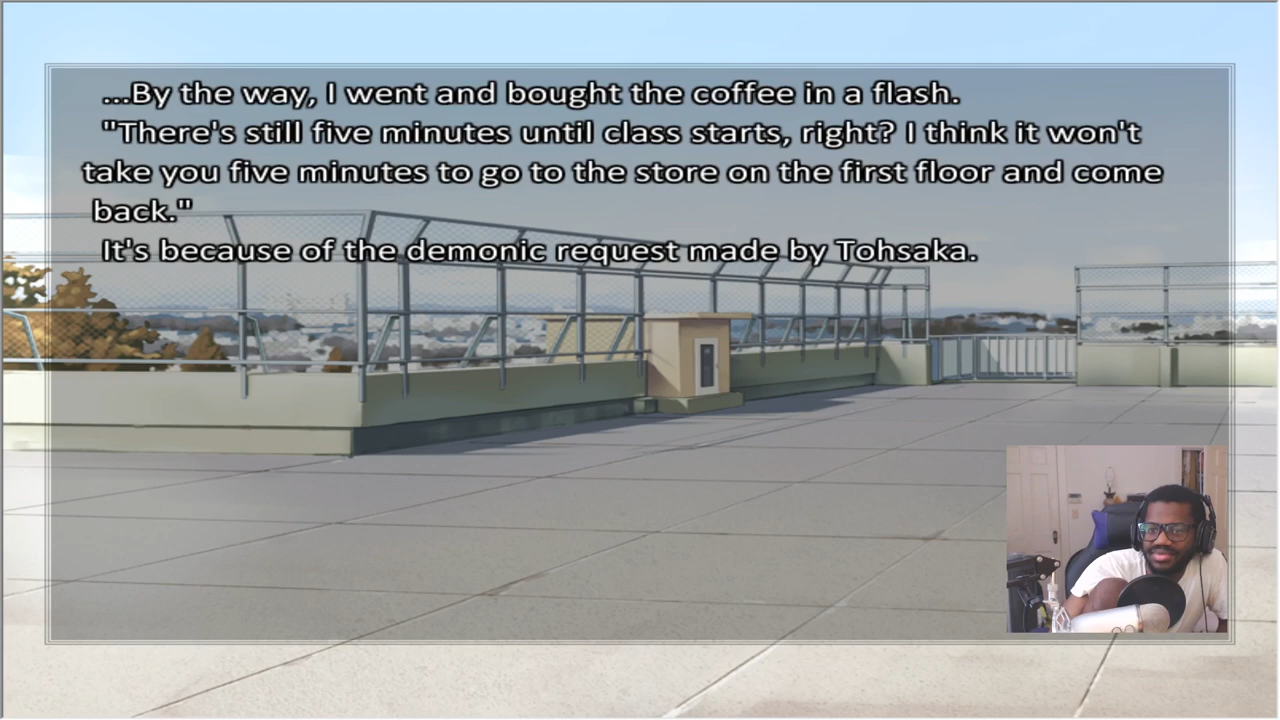 ...By the way, I went and bought the coffee in a flash.
"There's still five minutes until class starts, right? I think it won't
take you five minutes to go to the store on the first floor and come
back."
It's because of the demonic request made by Tohsaka.